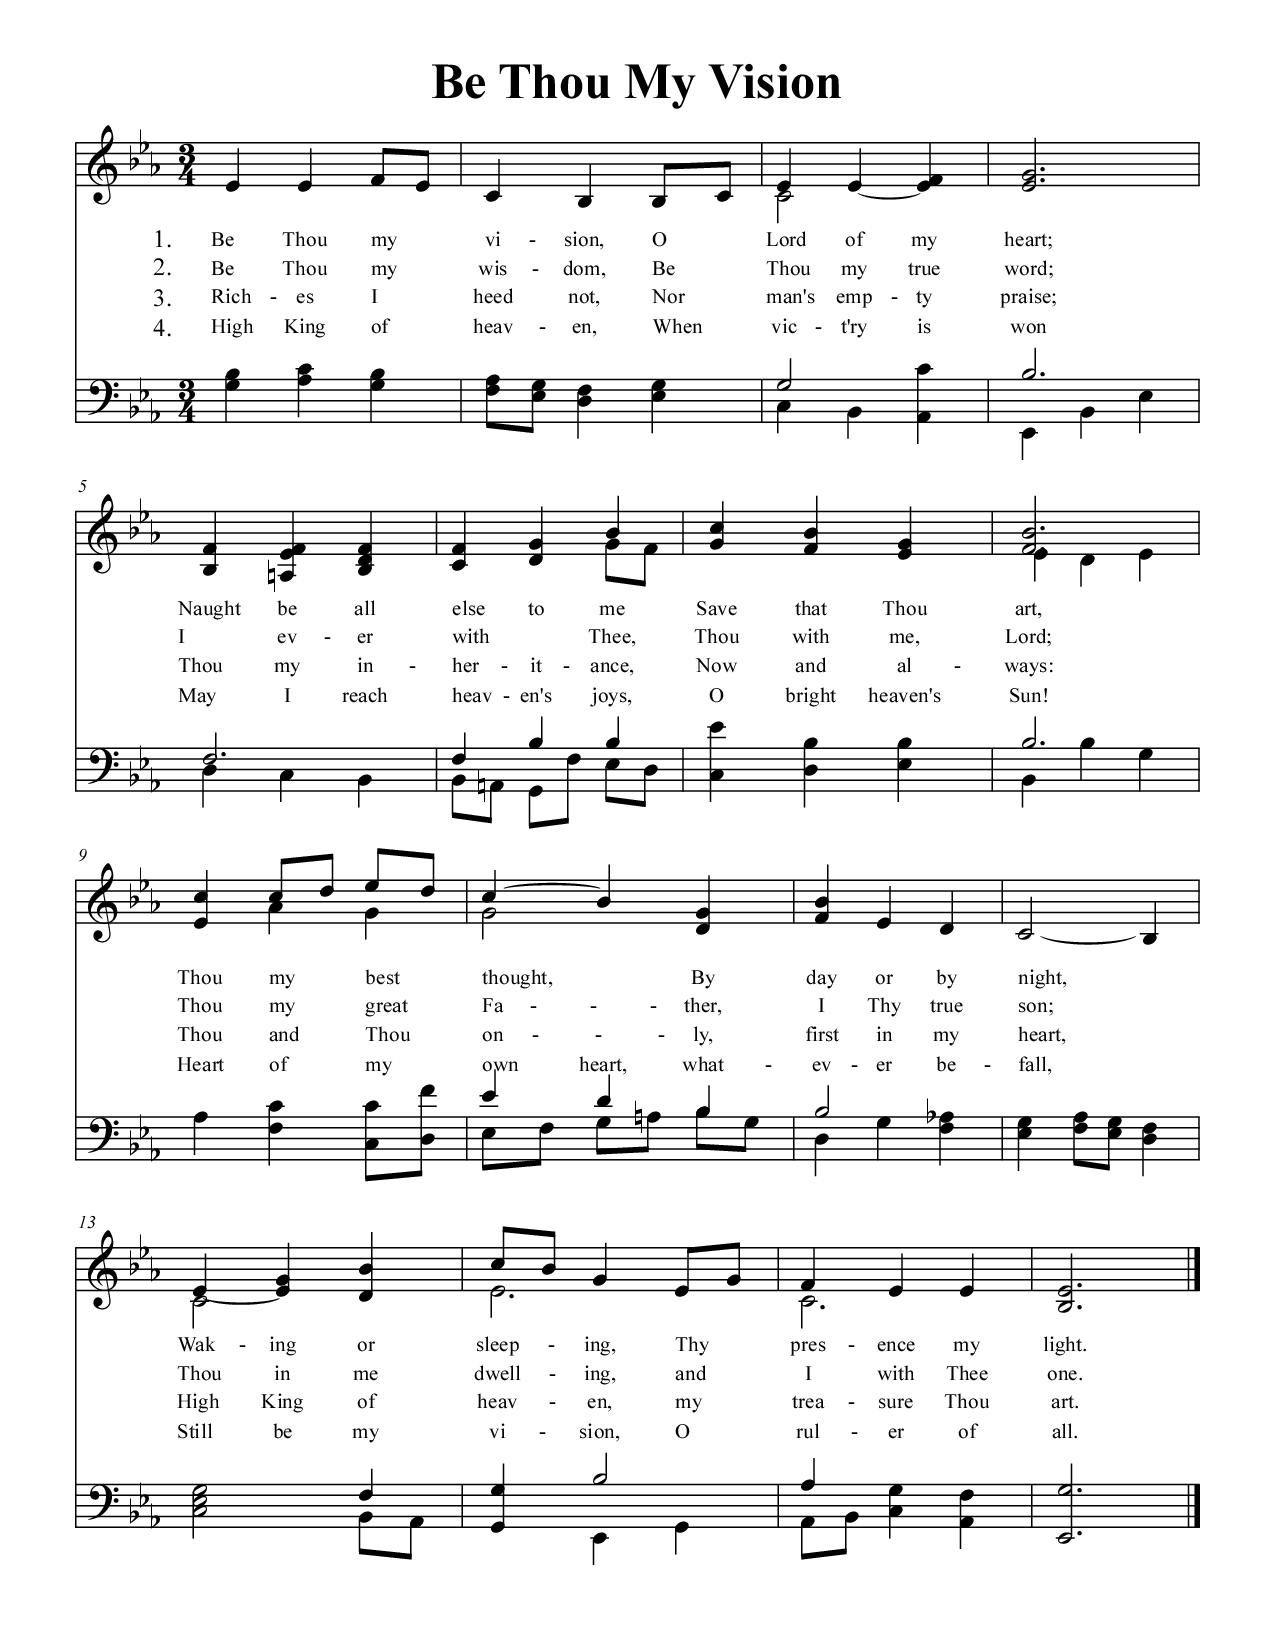 Be Thou My Vision
3 4
1. Be Thou my vi - sion, O Lord of my heart;
2. Be Thou my wis - dom, Be Thou my true word;
3. Rich - es I heed not, Nor man's emp - ty praise;
4. High King of heav - en, When vic - t'ry is won
3 4
5
Naught be all else to me Save that Thou art,
I ev - er with Thee, Thou with me, Lord;
Thou my in - her - it - ance, Now and al - ways:
May I reach heav - en's joys, O bright heaven's Sun!
9
Thou my best thought, By day or by night,
Thou my great Fa - - - ther, I Thy true son;
Thou and Thou on - - - ly, first in my heart,
Heart of my own heart, what - ev - er be - fall,
13
Wak - ing or sleep - ing, Thy pres - ence my light.
Thou in me dwell - ing, and I with Thee one.
High King of heav - en, my trea - sure Thou art.
Still be my vi - sion, O rul - er of all.